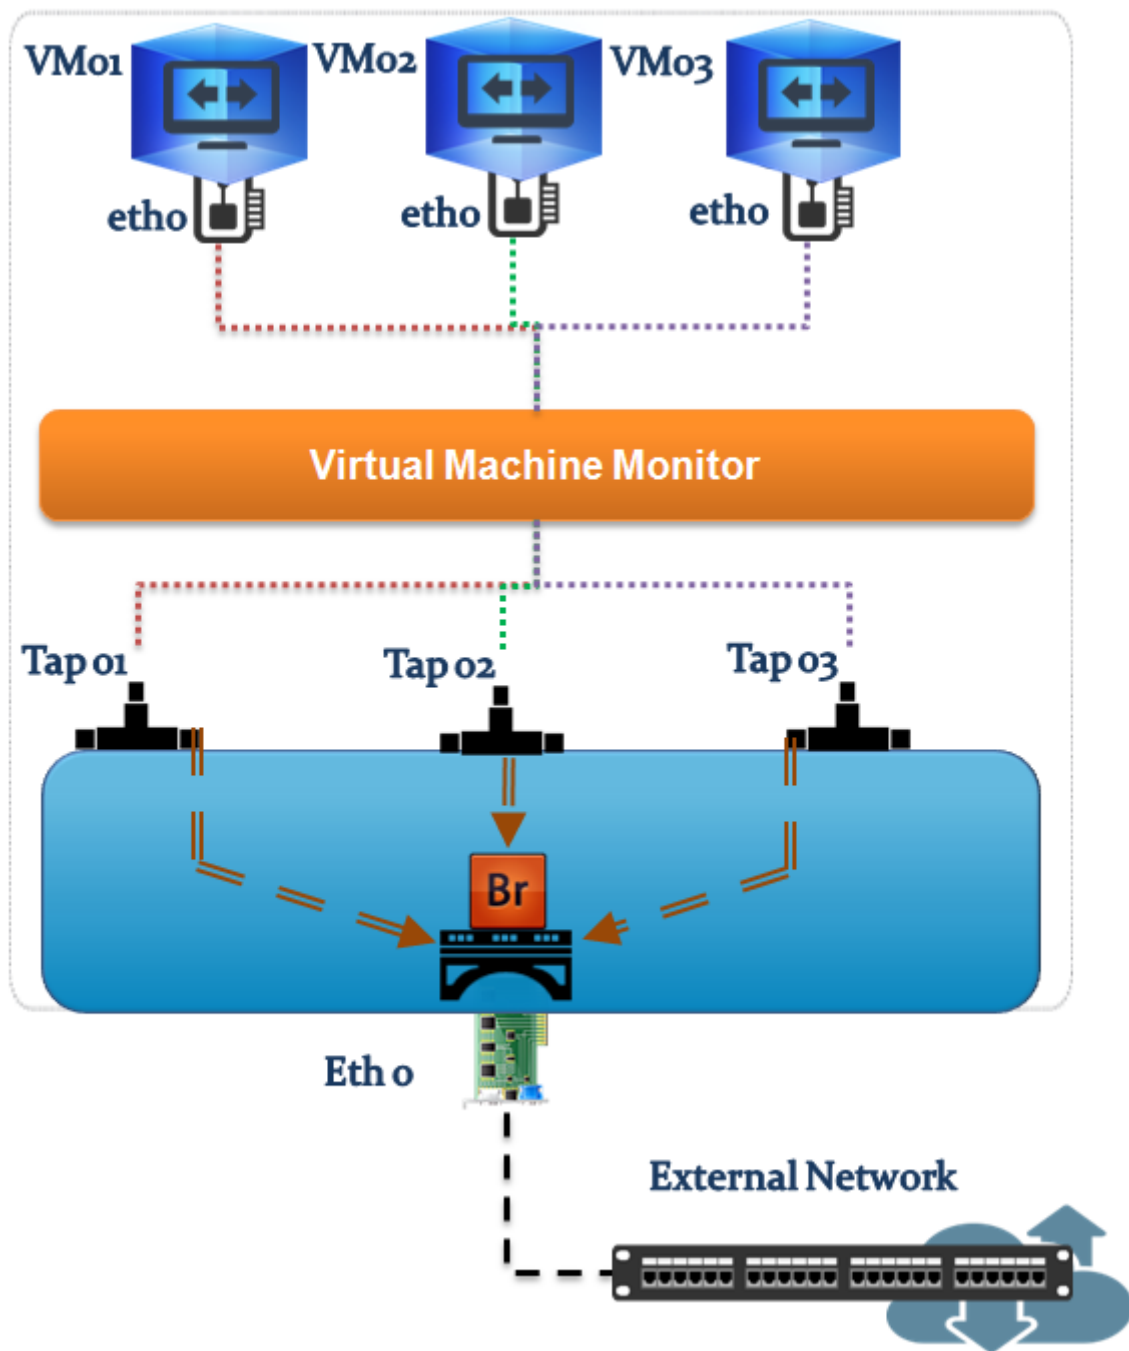 VM01 VM02 VM03
eth0 eth0 eth0
Virtual Machine Monitor
Tap 01 Tap 02 Tap 03
Br
Eth 0
External Network